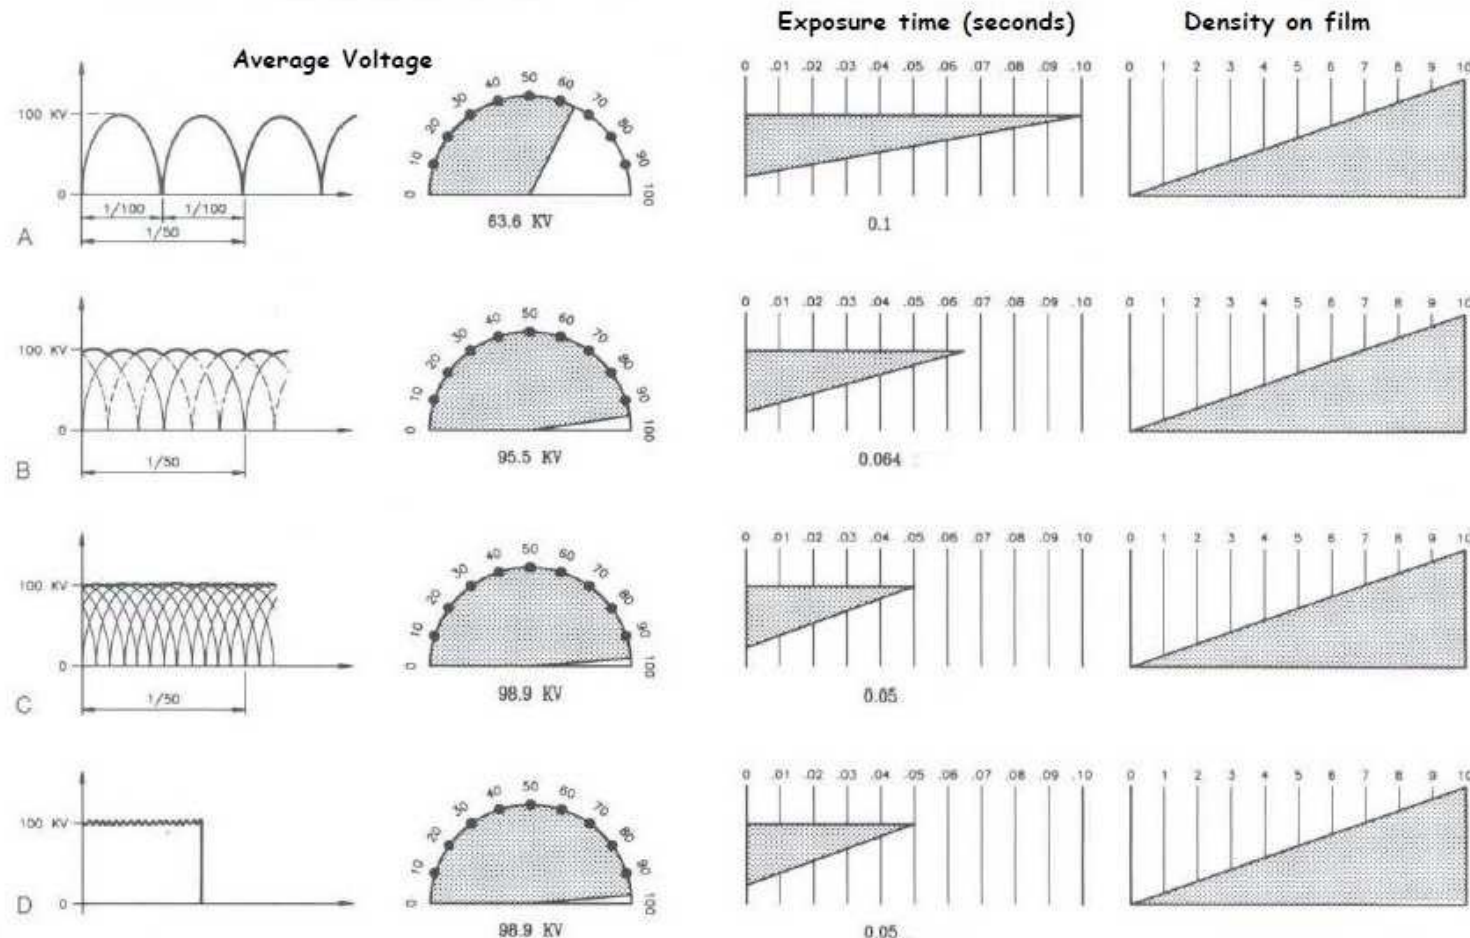 Exposure time (seconds) Density on film
Average Voltage
0 .01 .02 .03 .04 .05 .06 .07 .08 .09 .10
0 1 2 3 4 5 6 7 8 9 10
100 KV
0
1/100 1/100
1/50
A
0 10 20 30 40 50 60 70 80 90 100
63.6 KV
0.1
0 .01 .02 .03 .04 .05 .06 .07 .08 .09 .10
0 1 2 3 4 5 6 7 8 9 10
100 KV
0
1/50
B
0 10 20 30 40 50 60 70 80 90 100
95.5 KV
0.064
0 .01 .02 .03 .04 .05 .06 .07 .08 .09 .10
0 1 2 3 4 5 6 7 8 9 10
100 KV
0
1/50
C
0 10 20 30 40 50 60 70 80 90 100
98.9 KV
0.05
0 .01 .02 .03 .04 .05 .06 .07 .08 .09 .10
0 1 2 3 4 5 6 7 8 9 10
100 KV
0
D
0 10 20 30 40 50 60 70 80 90 100
98.9 KV
0.05